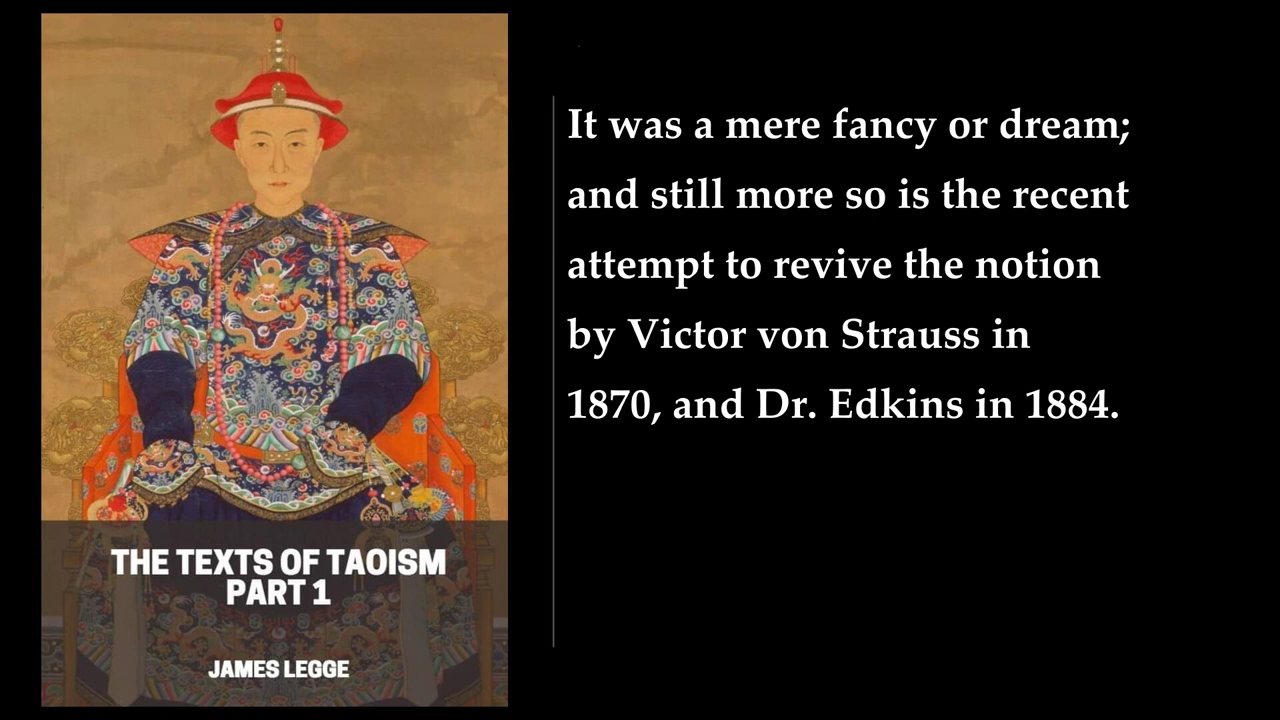 It was a mere fancy or dream;
and still more so is the recent
attempt to revive the notion
by Victor von Strauss in
1870, and Dr. Edkins in 1884.
THE TEXTS OF TAOISM
PART 1
JAMES LEGGE